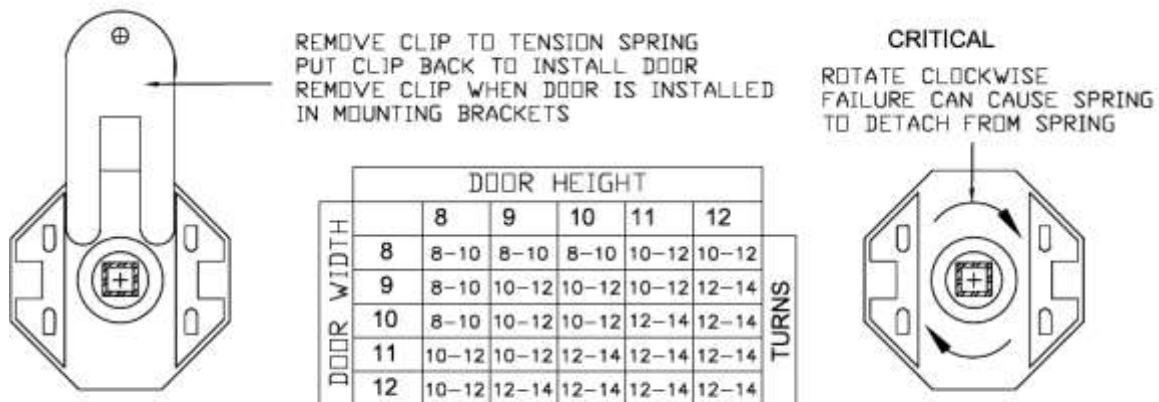 REMOVE CLIP TO TENSION SPRING
PUT CLIP BACK TO INSTALL DOOR
REMOVE CLIP WHEN DOOR IS INSTALLED
IN MOUNTING BRACKETS
CRITICAL
ROTATE CLOCKWISE
FAILURE CAN CAUSE SPRING
TO DETACH FROM SPRING
DOOR HEIGHT
8 9 10 11 12
DOOR WIDTH
8 8-10 8-10 8-10 10-12 10-12
9 8-10 10-12 10-12 10-12 12-14
10 8-10 10-12 10-12 12-14 12-14
11 10-12 10-12 12-14 12-14 12-14
12 10-12 12-14 12-14 12-14 12-14
TURNS